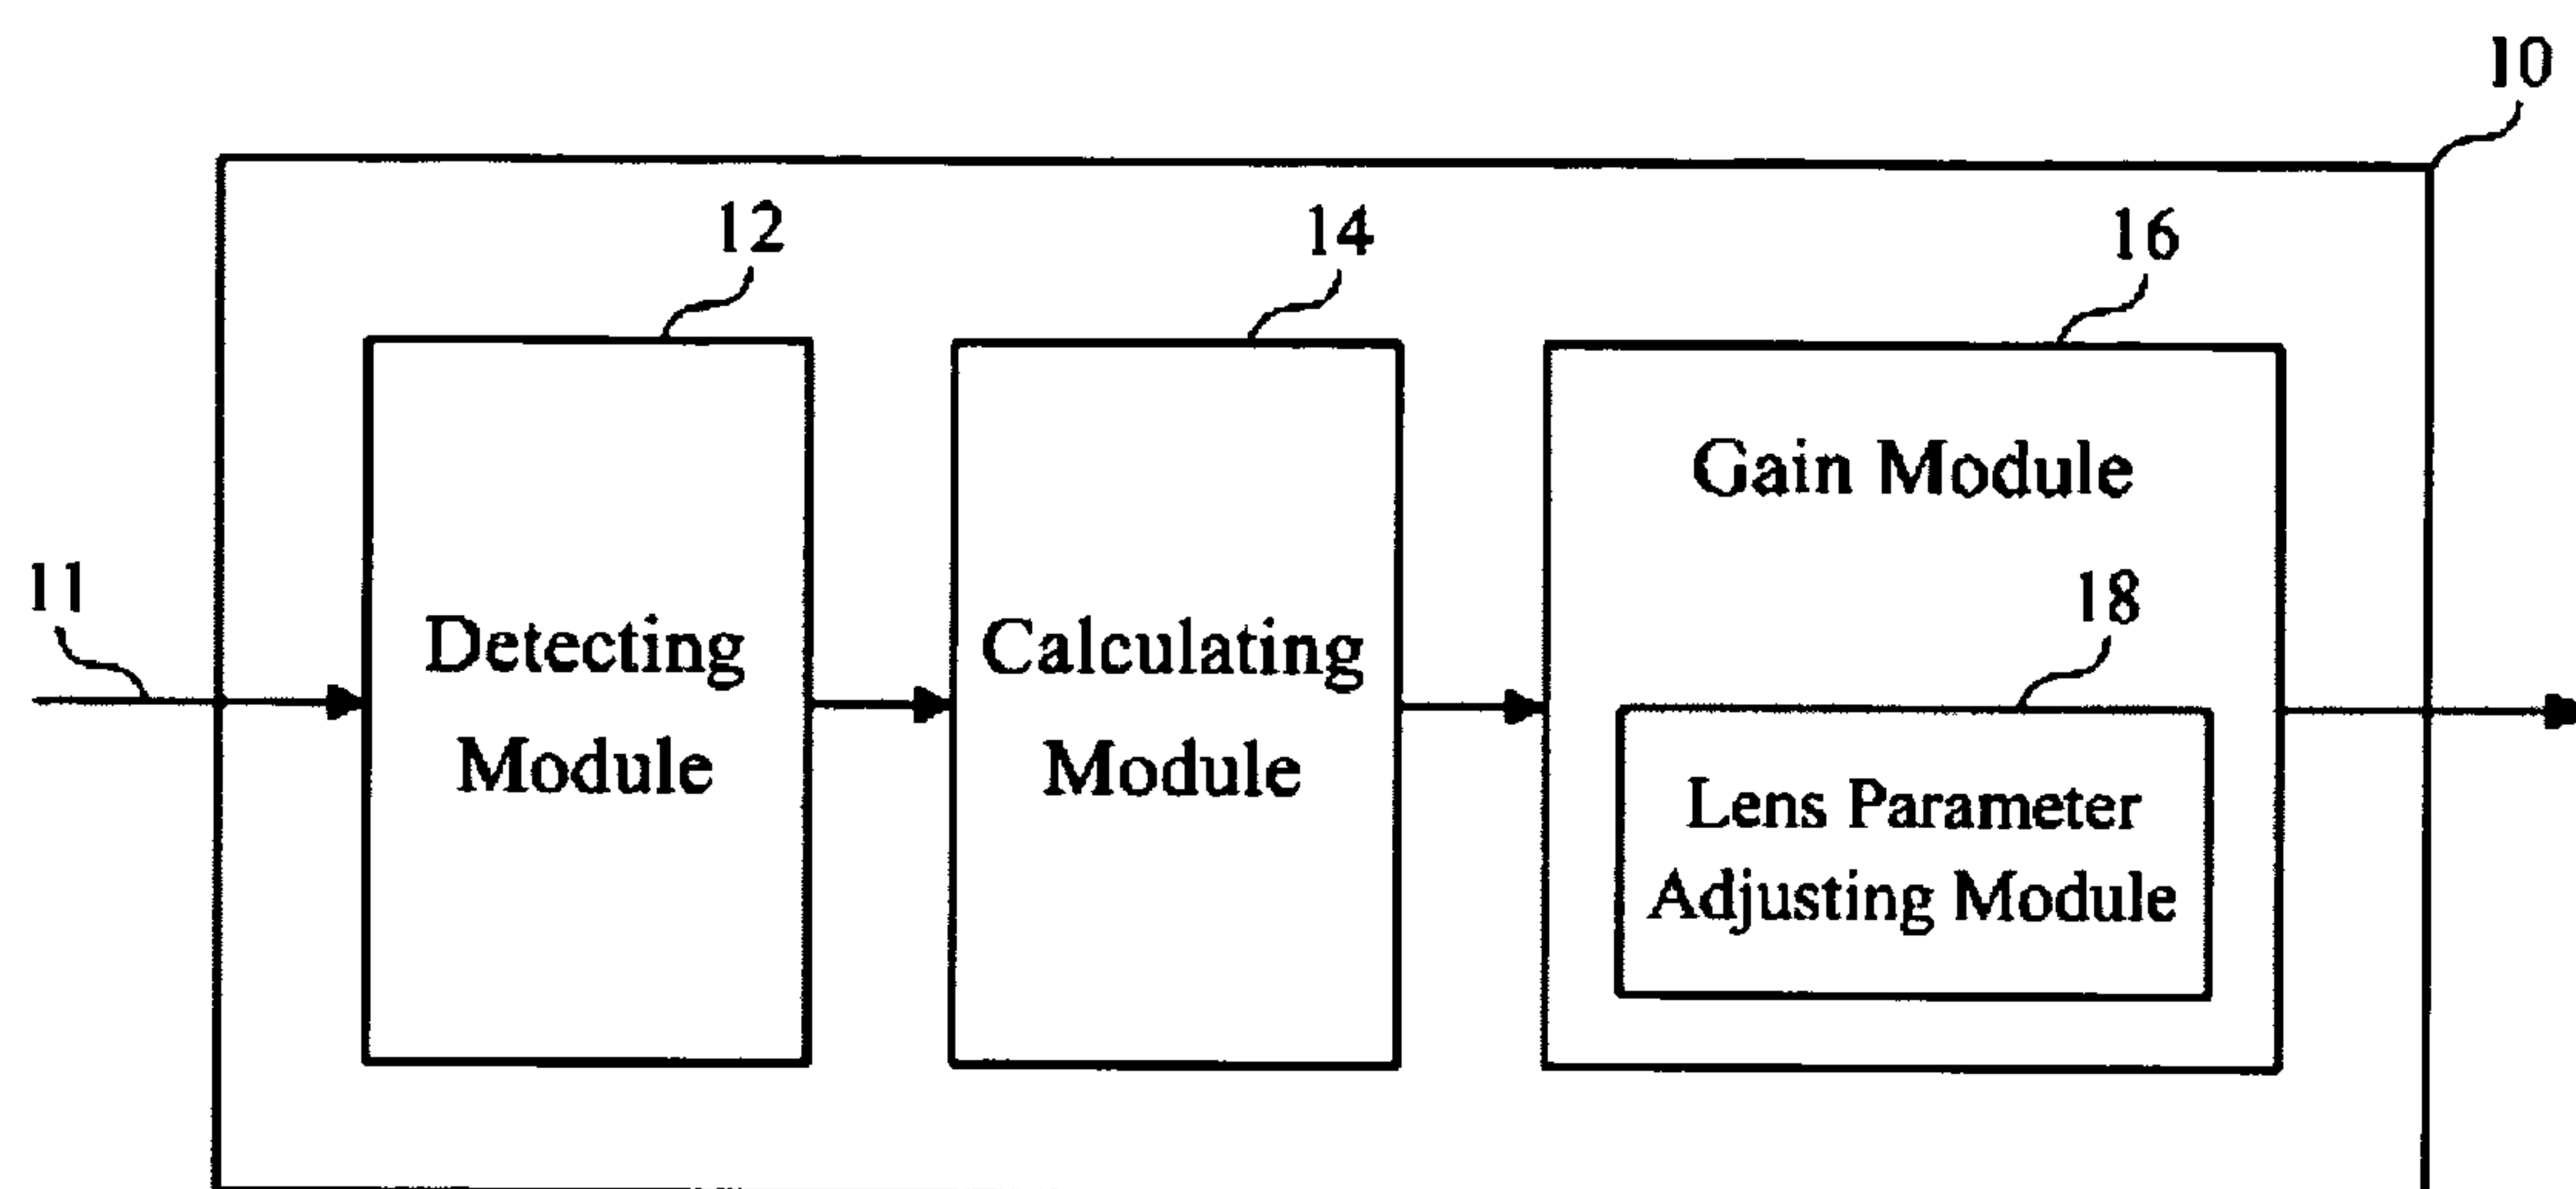 10
12
14
16
Gain Module
11
18
Detecting
Module
Calculating
Module
Lens Parameter
Adjusting Module